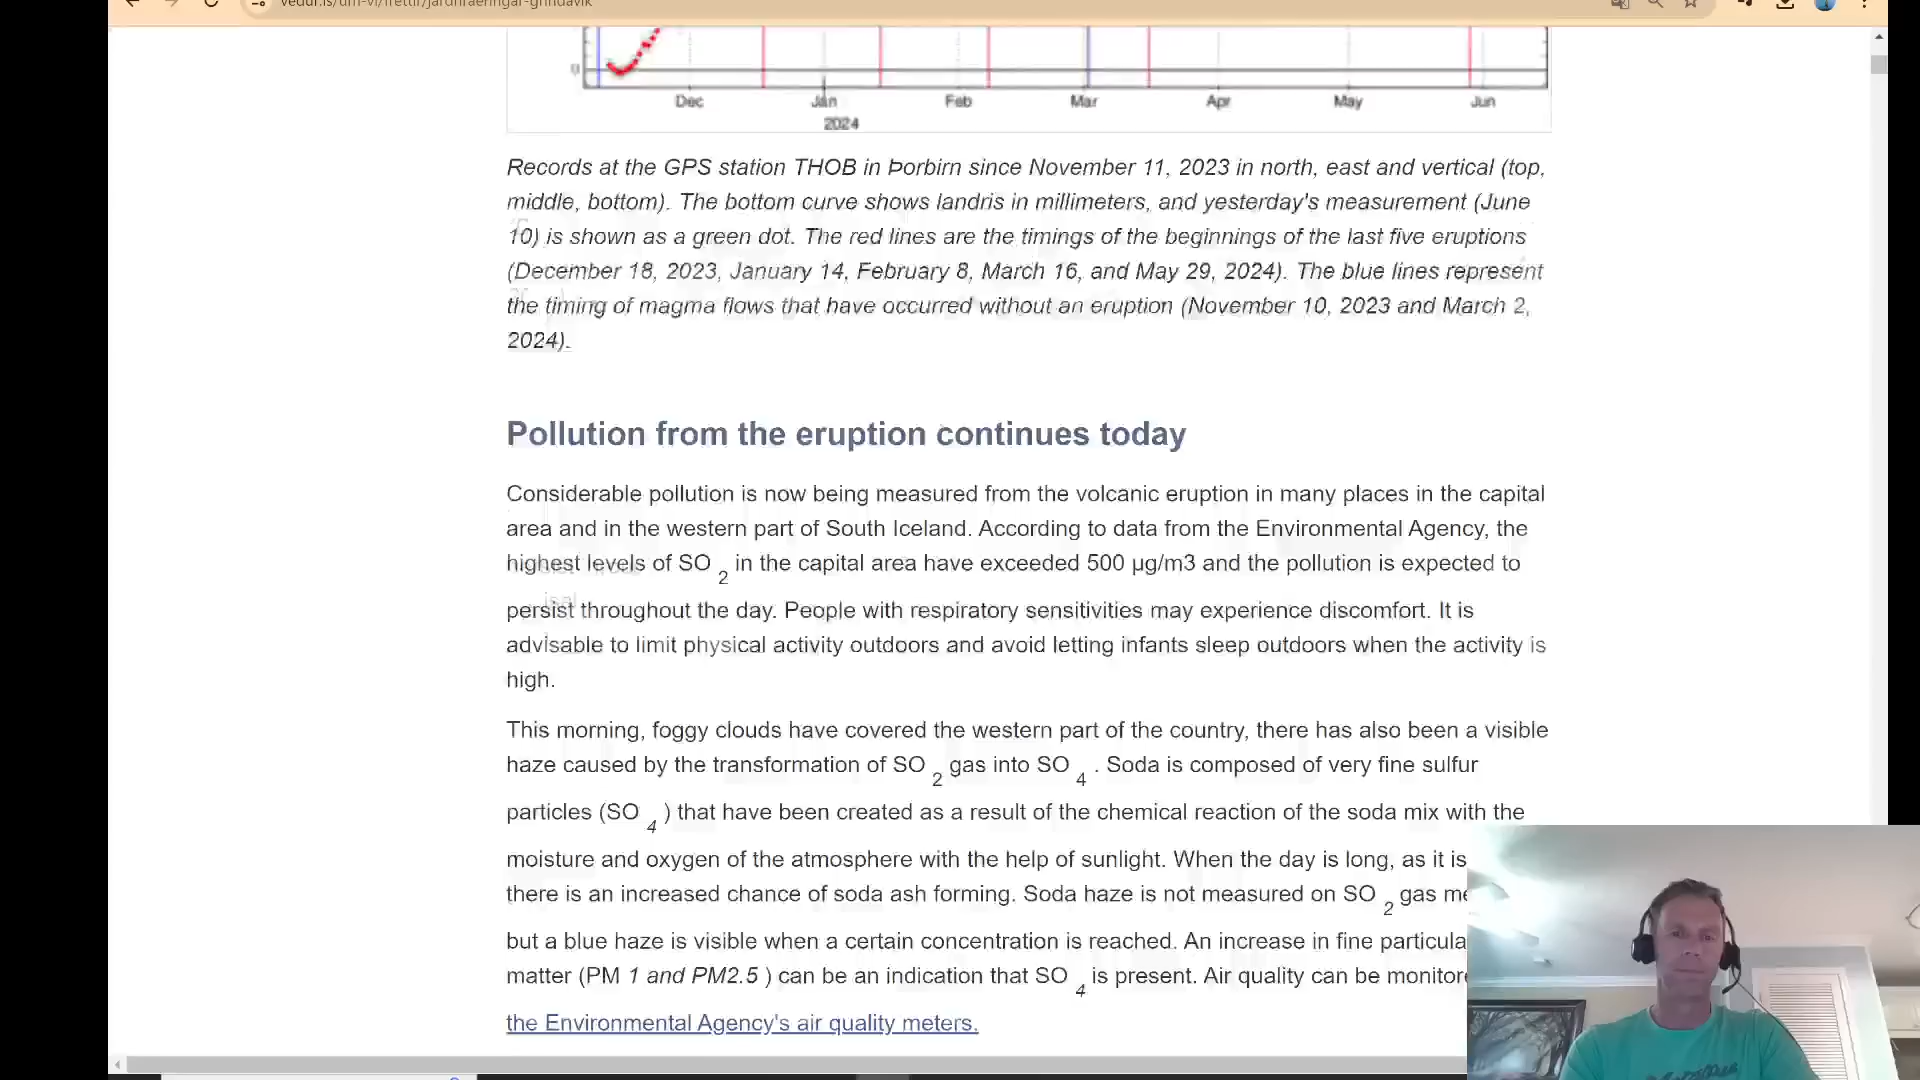 vedur.is/um-vi/frettir/jardhraeringar-grindavik
0
Dec Jan Feb Mar Apr May Jun
2024
Records at the GPS station THOB in Þorbirn since November 11, 2023 in north, east and vertical (top,
middle, bottom). The bottom curve shows landris in millimeters, and yesterday's measurement (June
10) is shown as a green dot. The red lines are the timings of the beginnings of the last five eruptions
(December 18, 2023, January 14, February 8, March 16, and May 29, 2024). The blue lines represent
the timing of magma flows that have occurred without an eruption (November 10, 2023 and March 2,
2024).
Pollution from the eruption continues today
Considerable pollution is now being measured from the volcanic eruption in many places in the capital
area and in the western part of South Iceland. According to data from the Environmental Agency, the
highest levels of SO 2 in the capital area have exceeded 500 µg/m3 and the pollution is expected to
persist throughout the day. People with respiratory sensitivities may experience discomfort. It is
advisable to limit physical activity outdoors and avoid letting infants sleep outdoors when the activity is
high.
This morning, foggy clouds have covered the western part of the country, there has also been a visible
haze caused by the transformation of SO 2 gas into SO 4 . Soda is composed of very fine sulfur
particles (SO 4 ) that have been created as a result of the chemical reaction of the soda mix with the
moisture and oxygen of the atmosphere with the help of sunlight. When the day is long, as it is
there is an increased chance of soda ash forming. Soda haze is not measured on SO 2 gas me
but a blue haze is visible when a certain concentration is reached. An increase in fine particula
matter (PM 1 and PM2.5 ) can be an indication that SO 4 is present. Air quality can be monitore
the Environmental Agency's air quality meters.